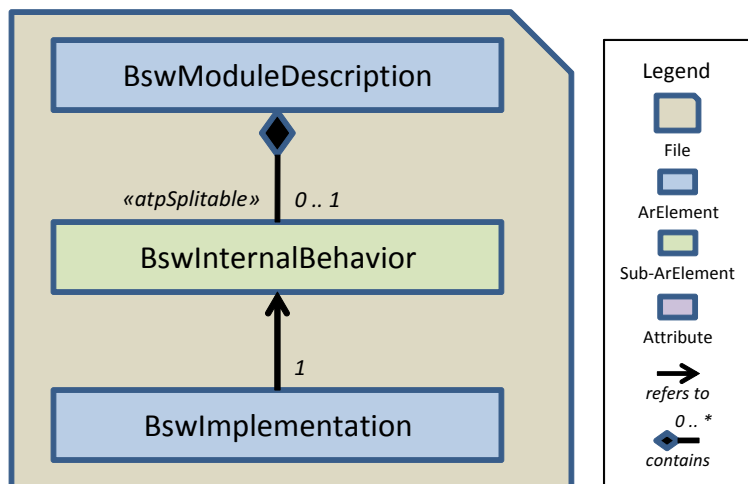 BswModuleDescription
«atpSplitable» 0 .. 1
BswInternalBehavior
1
BswImplementation
Legend
File
ArElement
Sub-ArElement
Attribute
refers to
0 .. *
contains